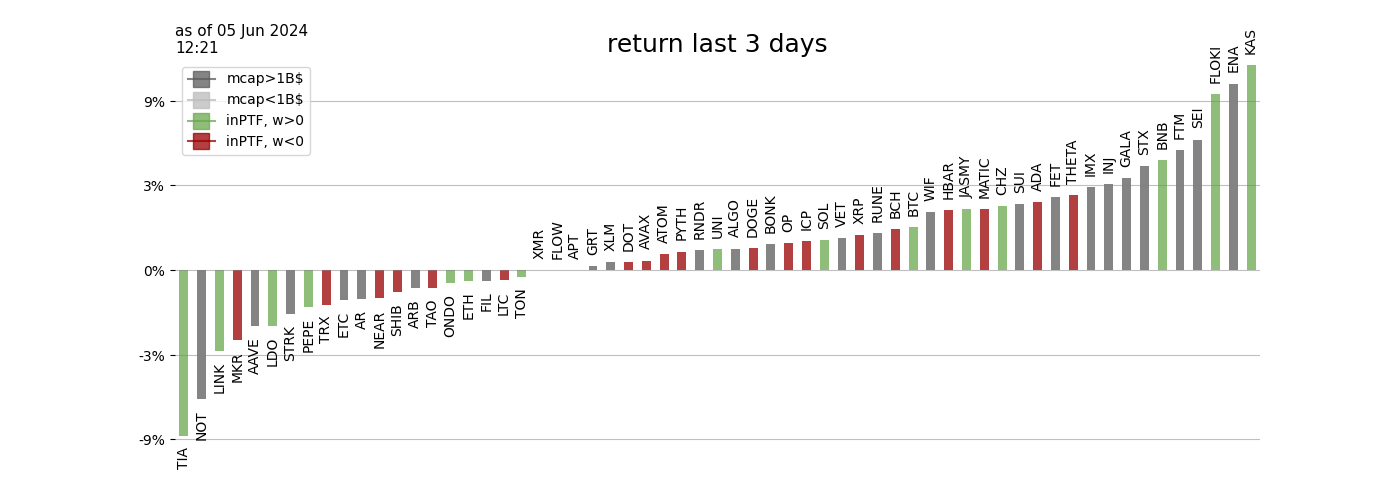 as of 05 Jun 2024
12:21
return last 3 days
mcap>1B$
mcap<1B$
inPTF, w>0
inPTF, w<0
9%
3%
0%
-3%
-9%
TIA
NOT
LINK
MKR
AAVE
LDO
STRK
PEPE
TRX
ETC
AR
NEAR
SHIB
ARB
TAO
ONDO
ETH
FIL
LTC
TON
XMR
FLOW
APT
GRT
XLM
DOT
AVAX
ATOM
PYTH
RNDR
UNI
ALGO
DOGE
BONK
OP
ICP
SOL
VET
XRP
RUNE
BCH
BTC
WIF
HBAR
JASMY
MATIC
CHZ
SUI
ADA
FET
THETA
IMX
INJ
GALA
STX
BNB
FTM
SEI
FLOKI
ENA
KAS